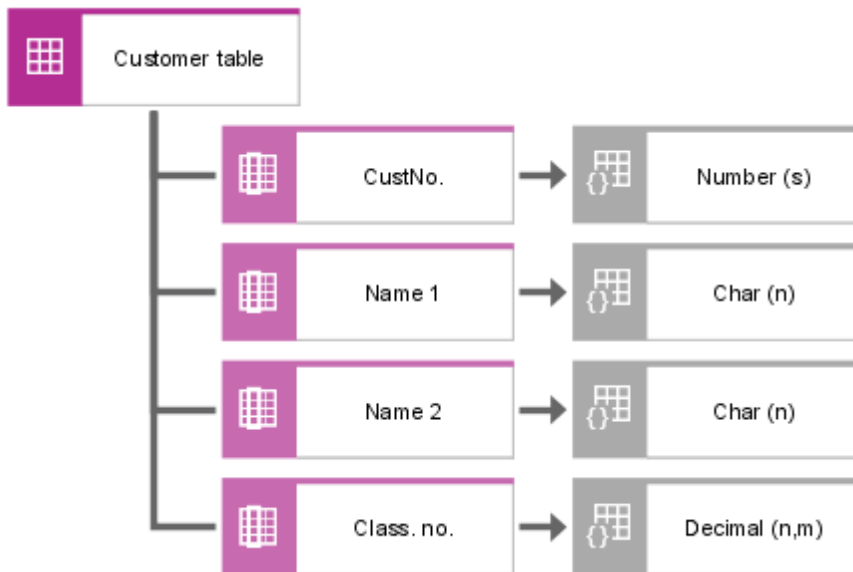 Customer table
CustNo.
Number (s)
Name 1
Char (n)
Name 2
Char (n)
Class. no.
Decimal (n,m)